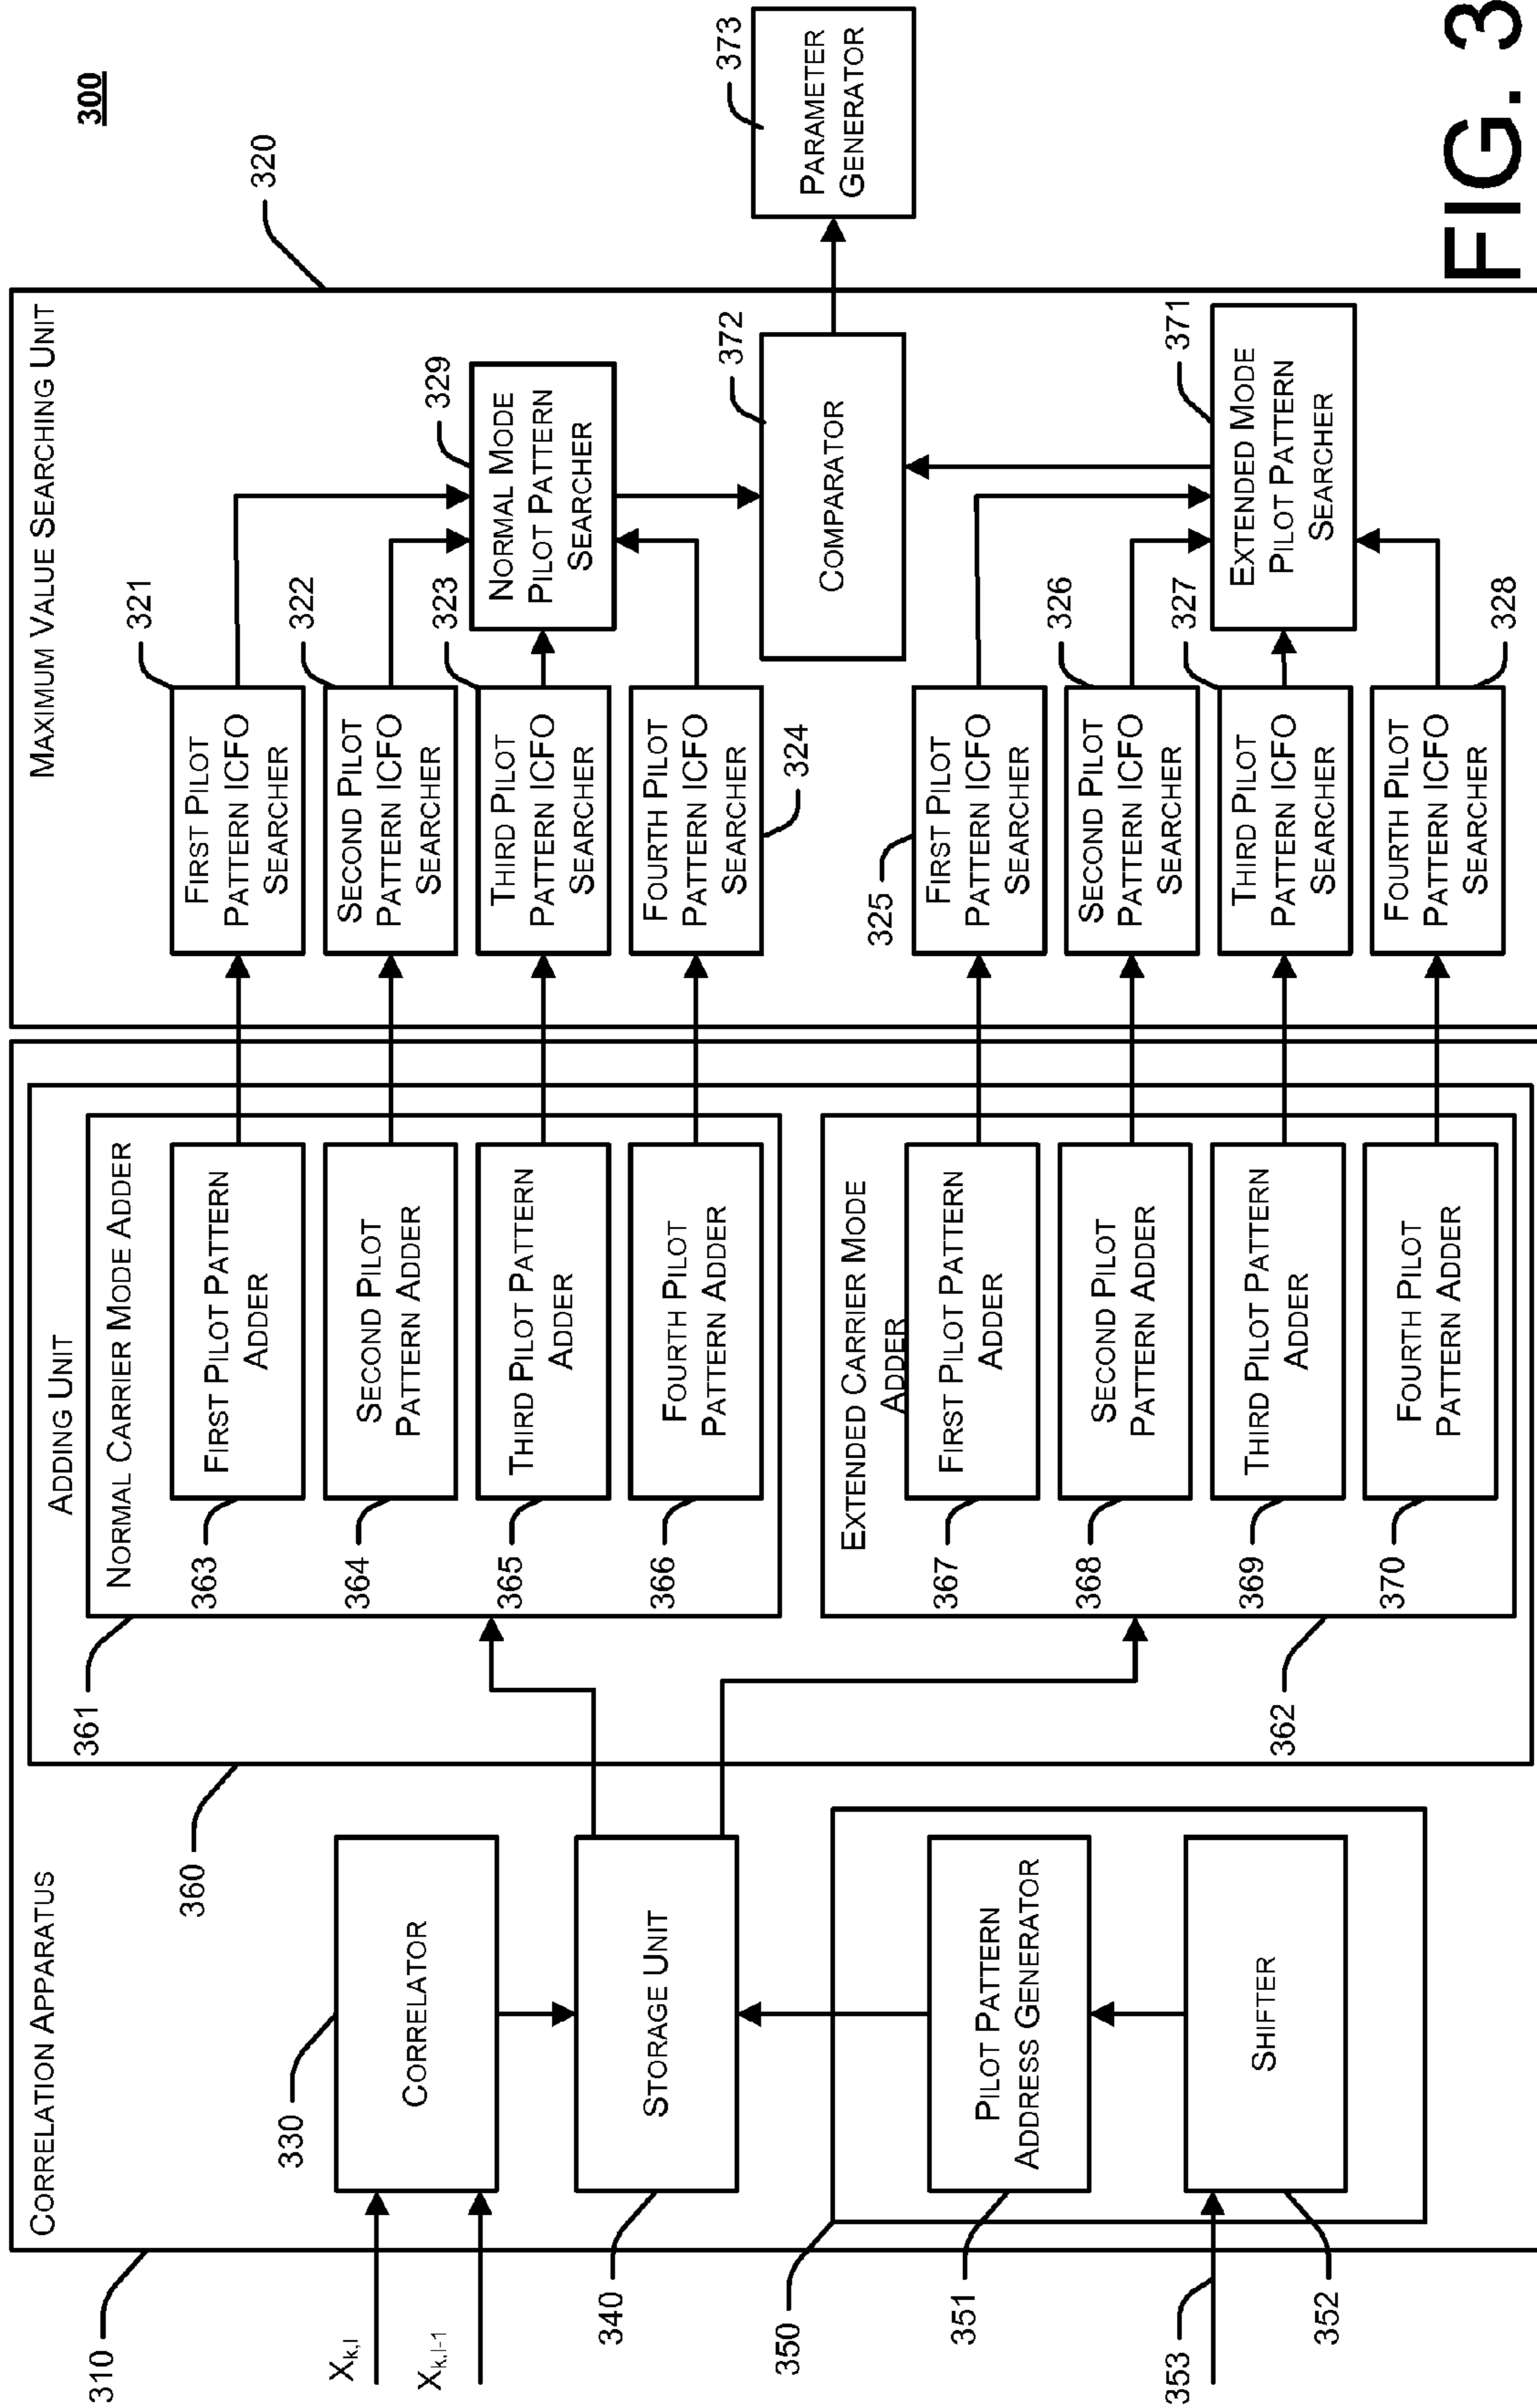 300
CORRELATION APPARATUS
310
X k,l
X k,l-1
330
CORRELATOR
340
STORAGE UNIT
350
351
PILOT PATTERN
ADDRESS GENERATOR
353
352
SHIFTER
360
ADDING UNIT
361
NORMAL CARRIER MODE ADDER
363
FIRST PILOT PATTERN
ADDER
364
SECOND PILOT
PATTERN ADDER
365
THIRD PILOT PATTERN
ADDER
366
FOURTH PILOT
PATTERN ADDER
362
EXTENDED CARRIER MODE
ADDER
367
FIRST PILOT PATTERN
ADDER
368
SECOND PILOT
PATTERN ADDER
369
THIRD PILOT PATTERN
ADDER
370
FOURTH PILOT
PATTERN ADDER
MAXIMUM VALUE SEARCHING UNIT
320
321
FIRST PILOT
PATTERN ICFO
SEARCHER
322
SECOND PILOT
PATTERN ICFO
SEARCHER
323
THIRD PILOT
PATTERN ICFO
SEARCHER
324
FOURTH PILOT
PATTERN ICFO
SEARCHER
325
FIRST PILOT
PATTERN ICFO
SEARCHER
326
SECOND PILOT
PATTERN ICFO
SEARCHER
327
THIRD PILOT
PATTERN ICFO
SEARCHER
328
FOURTH PILOT
PATTERN ICFO
SEARCHER
329
NORMAL MODE
PILOT PATTERN
SEARCHER
372
COMPARATOR
371
EXTENDED MODE
PILOT PATTERN
SEARCHER
373
PARAMETER
GENERATOR
FIG. 3